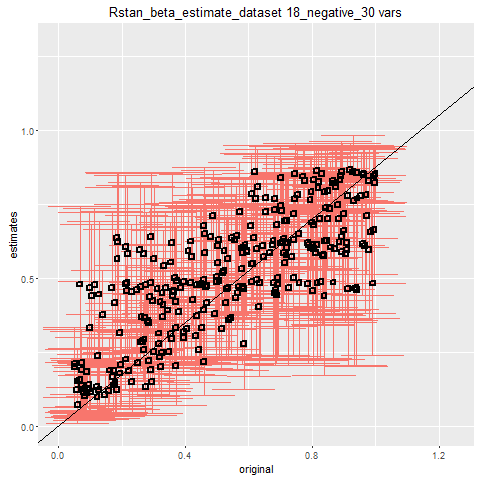 Rstan_beta_estimate_dataset 18_negative_30 vars
estimates
1.0
0.5
0.0
0.0 0.4 0.8 1.2
original